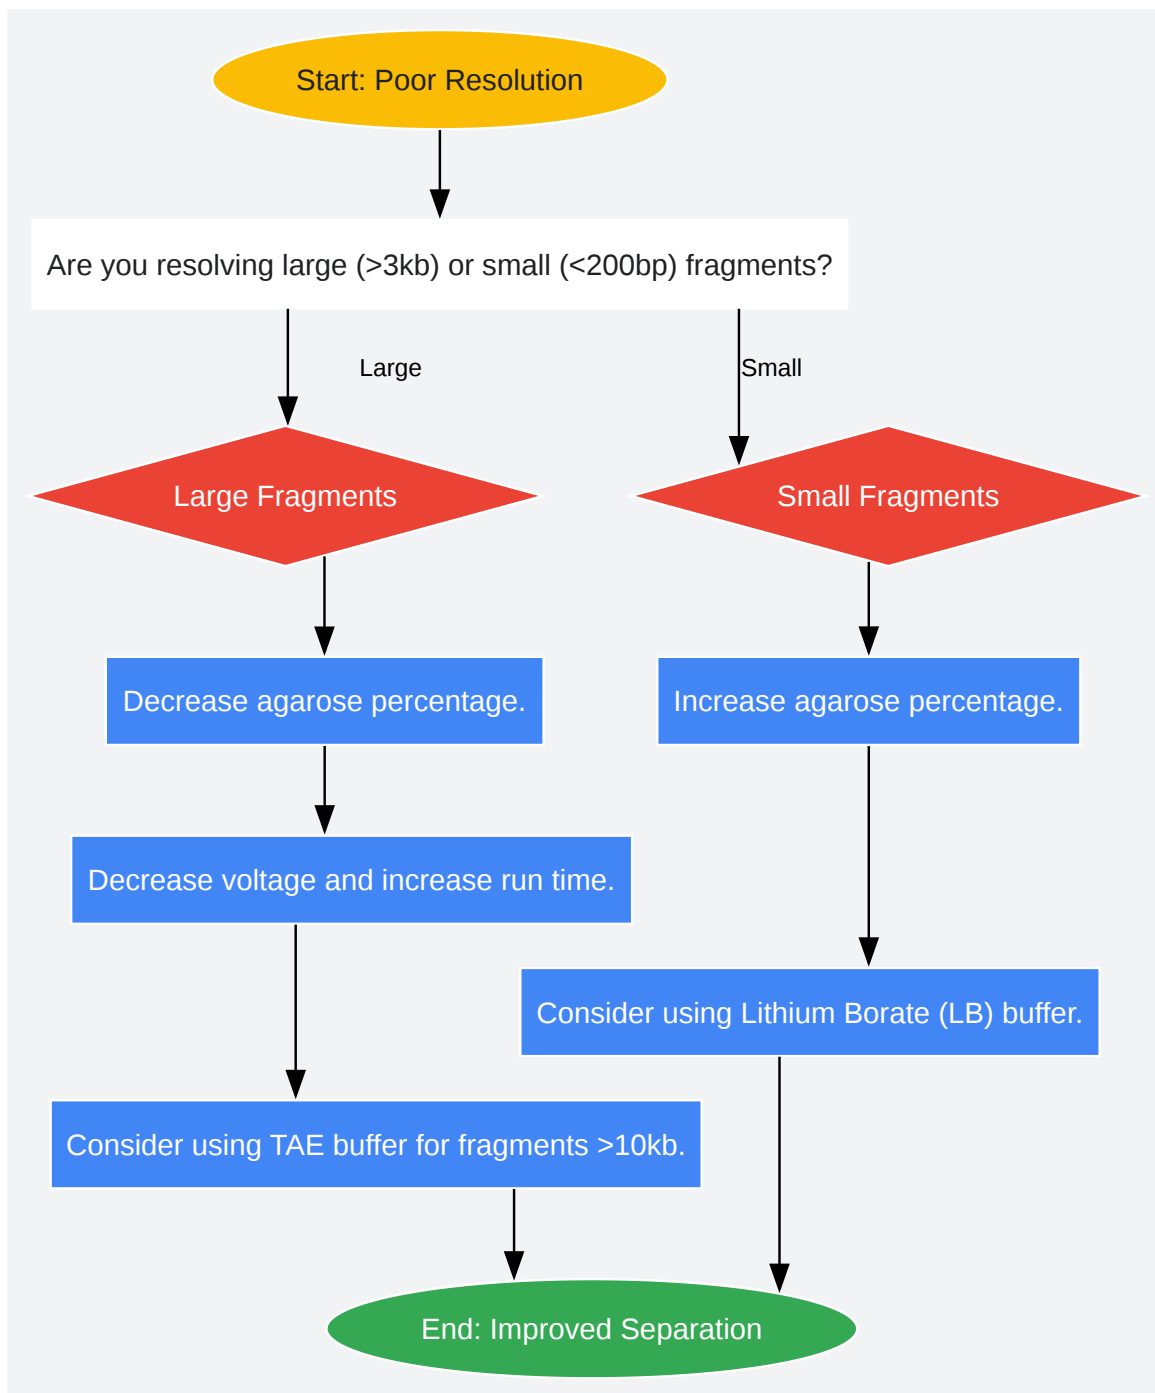 Start: Poor Resolution
Are you resolving large (>3kb) or small (<200bp) fragments?
Large
Small
Large Fragments
Small Fragments
Decrease agarose percentage.
Increase agarose percentage.
Decrease voltage and increase run time.
Consider using Lithium Borate (LB) buffer.
Consider using TAE buffer for fragments >10kb.
End: Improved Separation